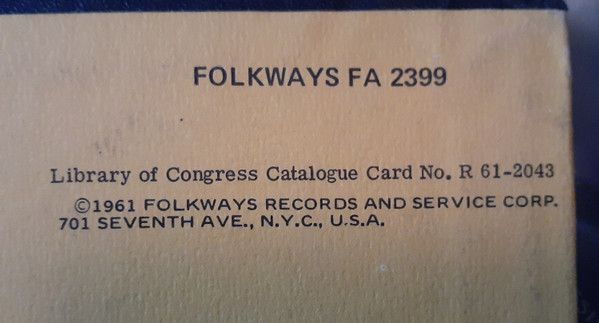 FOLKWAYS FA 2399
Library of Congress Catalogue Card No. R 61-2043
©1961 FOLKWAYS RECORDS AND SERVICE CORP.
701 SEVENTH AVE., N.Y.C., U.S.A.